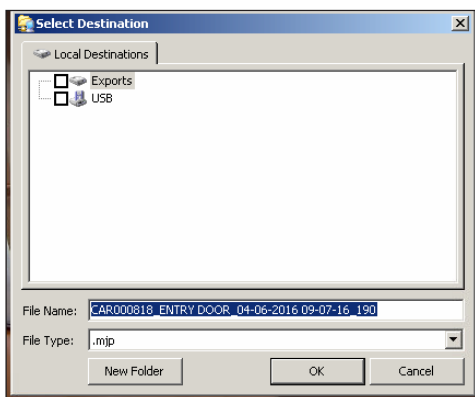 Select Destination
Local Destinations
Exports
USB
File Name: CAR000818_ENTRY DOOR_04-06-2016 09-07-16_190
File Type: .mjp
New Folder OK Cancel